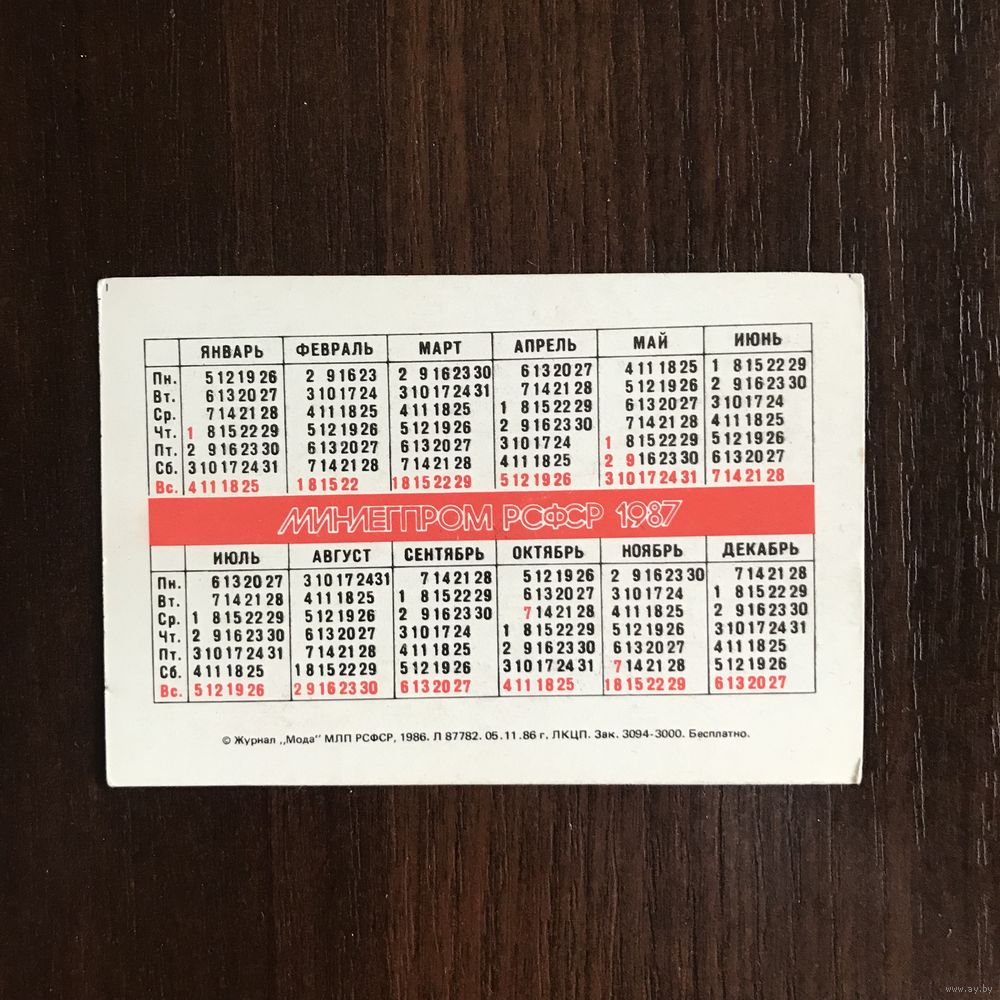 ЯНВАРЬ ФЕВРАЛЬ МАРТ АПРЕЛЬ МАЙ ИЮНЬ
Пн. 5 12 19 26 2 9 16 23 2 9 16 23 30 6 13 20 27 4 11 18 25 1 8 15 22 29
Вт. 6 13 20 27 3 10 17 24 3 10 17 24 31 7 14 21 28 5 12 19 26 2 9 16 23 30
Ср. 7 14 21 28 4 11 18 25 4 11 18 25 1 8 15 22 29 6 13 20 27 3 10 17 24
Чт. 1 8 15 22 29 5 12 19 26 5 12 19 26 2 9 16 23 30 7 14 21 28 4 11 18 25
Пт. 2 9 16 23 30 6 13 20 27 6 13 20 27 3 10 17 24 1 8 15 22 29 5 12 19 26
Сб. 3 10 17 24 31 7 14 21 28 7 14 21 28 4 11 18 25 2 9 16 23 30 6 13 20 27
Вс. 4 11 18 25 1 8 15 22 1 8 15 22 29 5 12 19 26 3 10 17 24 31 7 14 21 28
МИНЛЕГПРОМ РСФСР 1987
ИЮЛЬ АВГУСТ СЕНТЯБРЬ ОКТЯБРЬ НОЯБРЬ ДЕКАБРЬ
Пн. 6 13 20 27 3 10 17 24 31 7 14 21 28 5 12 19 26 2 9 16 23 30 7 14 21 28
Вт. 7 14 21 28 4 11 18 25 1 8 15 22 29 6 13 20 27 3 10 17 24 1 8 15 22 29
Ср. 1 8 15 22 29 5 12 19 26 2 9 16 23 30 7 14 21 28 4 11 18 25 2 9 16 23 30
Чт. 2 9 16 23 30 6 13 20 27 3 10 17 24 1 8 15 22 29 5 12 19 26 3 10 17 24 31
Пт. 3 10 17 24 31 7 14 21 28 4 11 18 25 2 9 16 23 30 6 13 20 27 4 11 18 25
Сб. 4 11 18 25 1 8 15 22 29 5 12 19 26 3 10 17 24 31 7 14 21 28 5 12 19 26
Вс. 5 12 19 26 2 9 16 23 30 6 13 20 27 4 11 18 25 1 8 15 22 29 6 13 20 27
© Журнал „Мода" МЛП РСФСР, 1986. Л 87782. 05.11.86 г. ЛКЦП. Зак. 3094-3000. Бесплатно.
www.ay.by